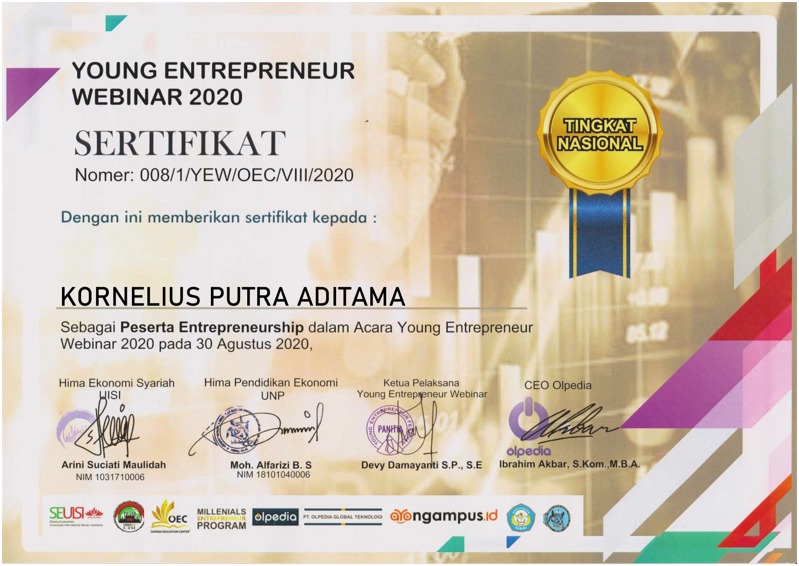 YOUNG ENTREPRENEUR
WEBINAR 2020
SERTIFIKAT
Nomer: 008/1/YEW/OEC/VIII/2020
TINGKAT
NASIONAL
Dengan ini memberikan sertifikat kepada :
KORNELIUS PUTRA ADITAMA
Sebagai Peserta Entrepreneurship dalam Acara Young Entrepreneur
Webinar 2020 pada 30 Agustus 2020,
Hima Ekonomi Syariah
UISI
Arini Suciati Maulidah
NIM 1031710006
Hima Pendidikan Ekonomi
UNP
Moh. Alfarizi B. S
NIM 18101040006
Ketua Pelaksana
Young Entrepreneur Webinar
PANITIA
Devy Damayanti S.P., S.E
CEO Olpedia
olpedia
Ibrahim Akbar, S.Kom.,M.B.A.
SEUISI
OEC
MILLENIALS
ENTREPRENEUR
PROGRAM
olpedia
PT. OLPEDIA GLOBAL TEKNOLOGI
ayongampus.id